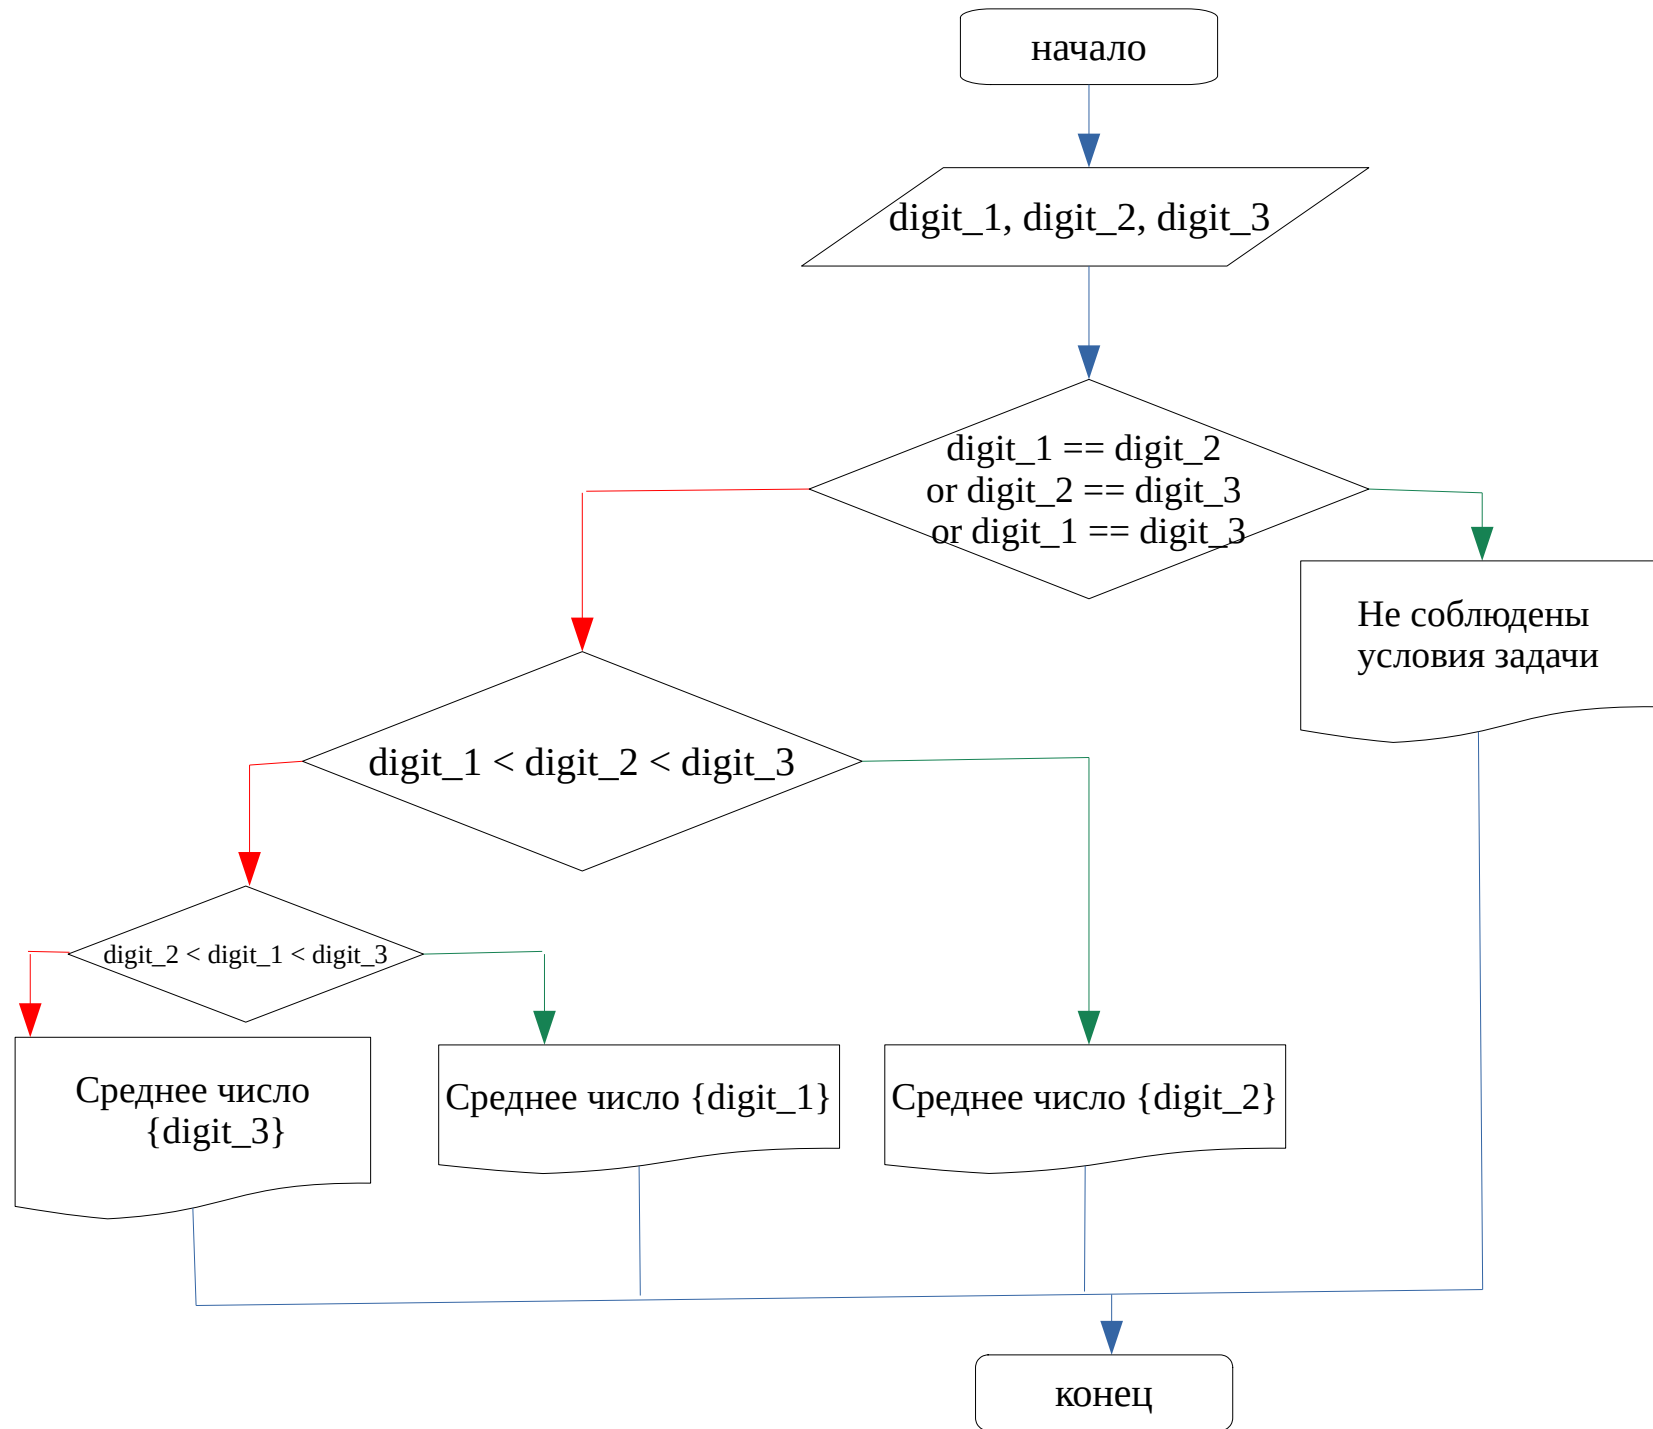 начало
digit_1, digit_2, digit_3
digit_1 == digit_2
or digit_2 == digit_3
or digit_1 == digit_3
Не соблюдены
условия задачи
digit_1 < digit_2 < digit_3
digit_2 < digit_1 < digit_3
Среднее число
{digit_3}
Среднее число {digit_1}
Среднее число {digit_2}
конец